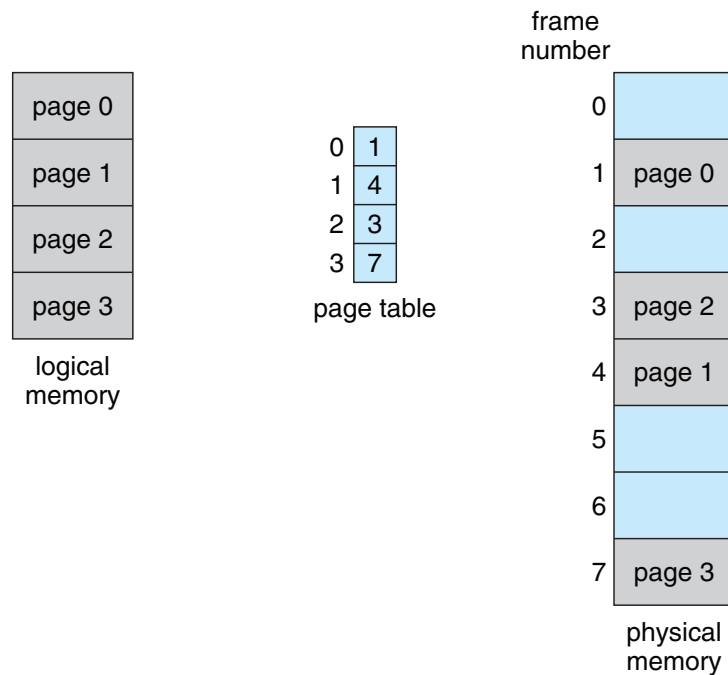 page 0
page 1
page 2
page 3
logical
memory
0 1
1 4
2 3
3 7
page table
frame
number
0
1 page 0
2
3 page 2
4 page 1
5
6
7 page 3
physical
memory